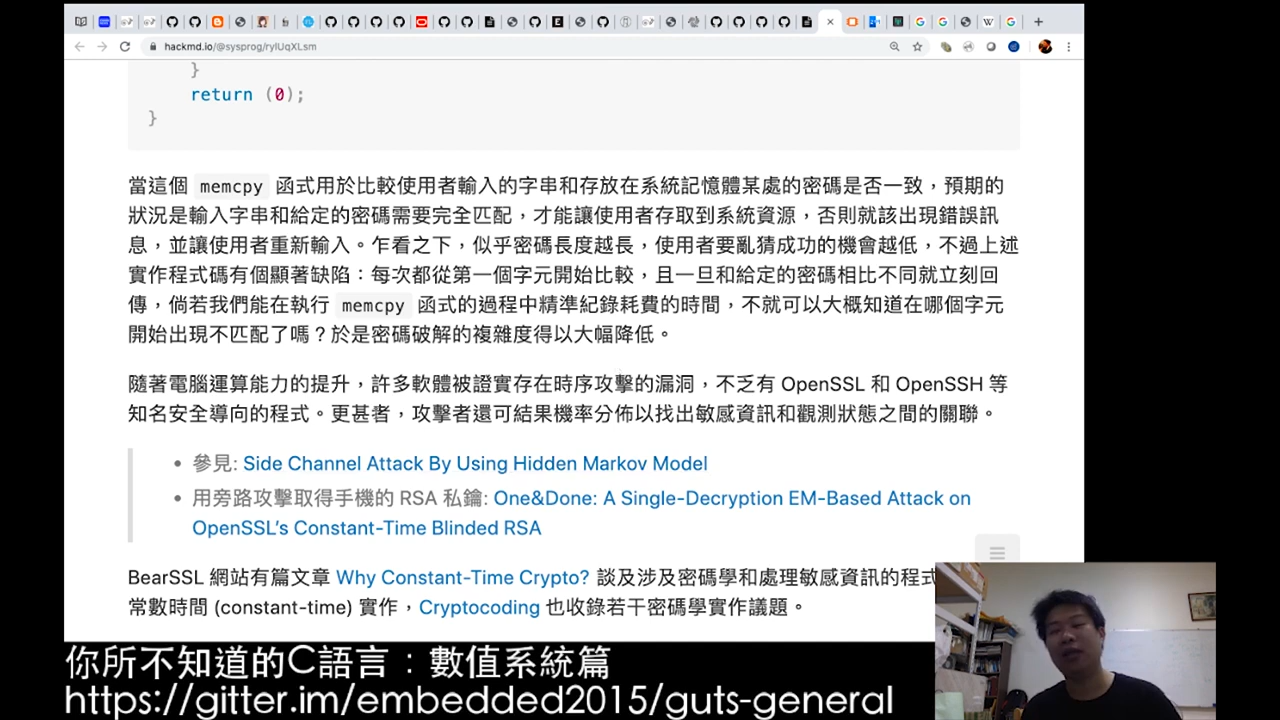 hackmd.io/@sysprog/rylUqXLsm
}
return (0);
}
當這個 memcpy 函式用於比較使用者輸入的字串和存放在系統記憶體某處的密碼是否一致，預期的
狀況是輸入字串和給定的密碼需要完全匹配，才能讓使用者存取到系統資源，否則就該出現錯誤訊
息，並讓使用者重新輸入。乍看之下，似乎密碼長度越長，使用者要亂猜成功的機會越低，不過上述
實作程式碼有個顯著缺陷：每次都從第一個字元開始比較，且一旦和給定的密碼相比不同就立刻回
傳，倘若我們能在執行 memcpy 函式的過程中精準紀錄耗費的時間，不就可以大概知道在哪個字元
開始出現不匹配了嗎？於是密碼破解的複雜度得以大幅降低。
隨著電腦運算能力的提升，許多軟體被證實存在時序攻擊的漏洞，不乏有 OpenSSL 和 OpenSSH 等
知名安全導向的程式。更甚者，攻擊者還可結果機率分佈以找出敏感資訊和觀測狀態之間的關聯。
• 參見: Side Channel Attack By Using Hidden Markov Model
• 用旁路攻擊取得手機的 RSA 私鑰: One&Done: A Single-Decryption EM-Based Attack on
OpenSSL's Constant-Time Blinded RSA
BearSSL 網站有篇文章 Why Constant-Time Crypto? 談及涉及密碼學和處理敏感資訊的程式
常數時間 (constant-time) 實作，Cryptocoding 也收錄若干密碼學實作議題。
你所不知道的C語言：數值系統篇
https://gitter.im/embedded2015/guts-general